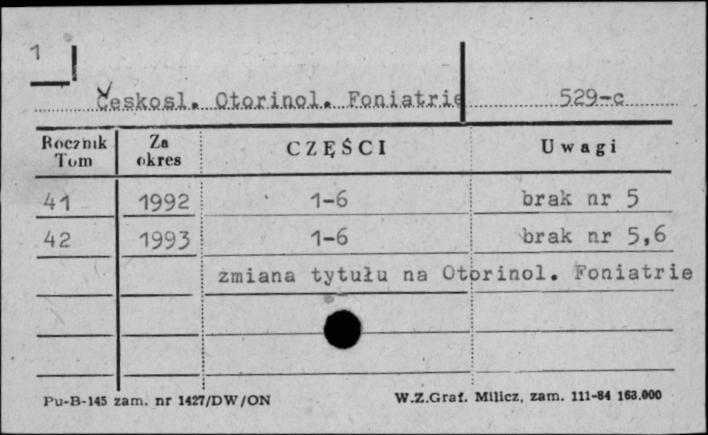 1
Českosl. Otorinol. Foniatrie 529-c
Rocznik Tom Za okres CZĘŚCI Uwagi
41 1992 1-6 brak nr 5
42 1993 1-6 brak nr 5,6
zmiana tytułu na Otorinol. Foniatrie
Pu-B-145 zam. nr 1427/DW/ON W.Z.Graf. Milicz, zam. 111-84 163.000